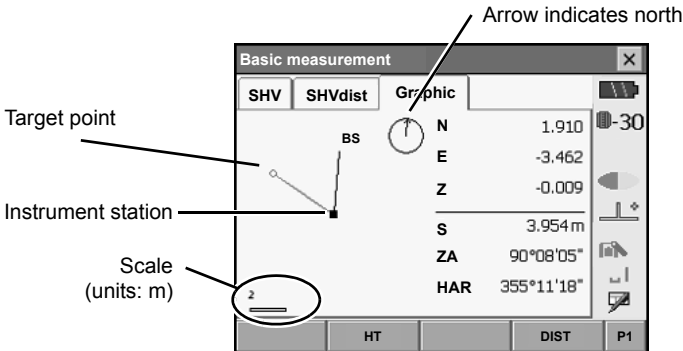 Arrow indicates north
Basic measurement
SHV SHVdist Graphic
Target point
BS
N 1.910
-30
E -3.462
Z -0.009
Instrument station
S 3.954m
ZA 90°08'05"
Scale
(units: m)
HAR 355°11'18"
2
HT DIST P1